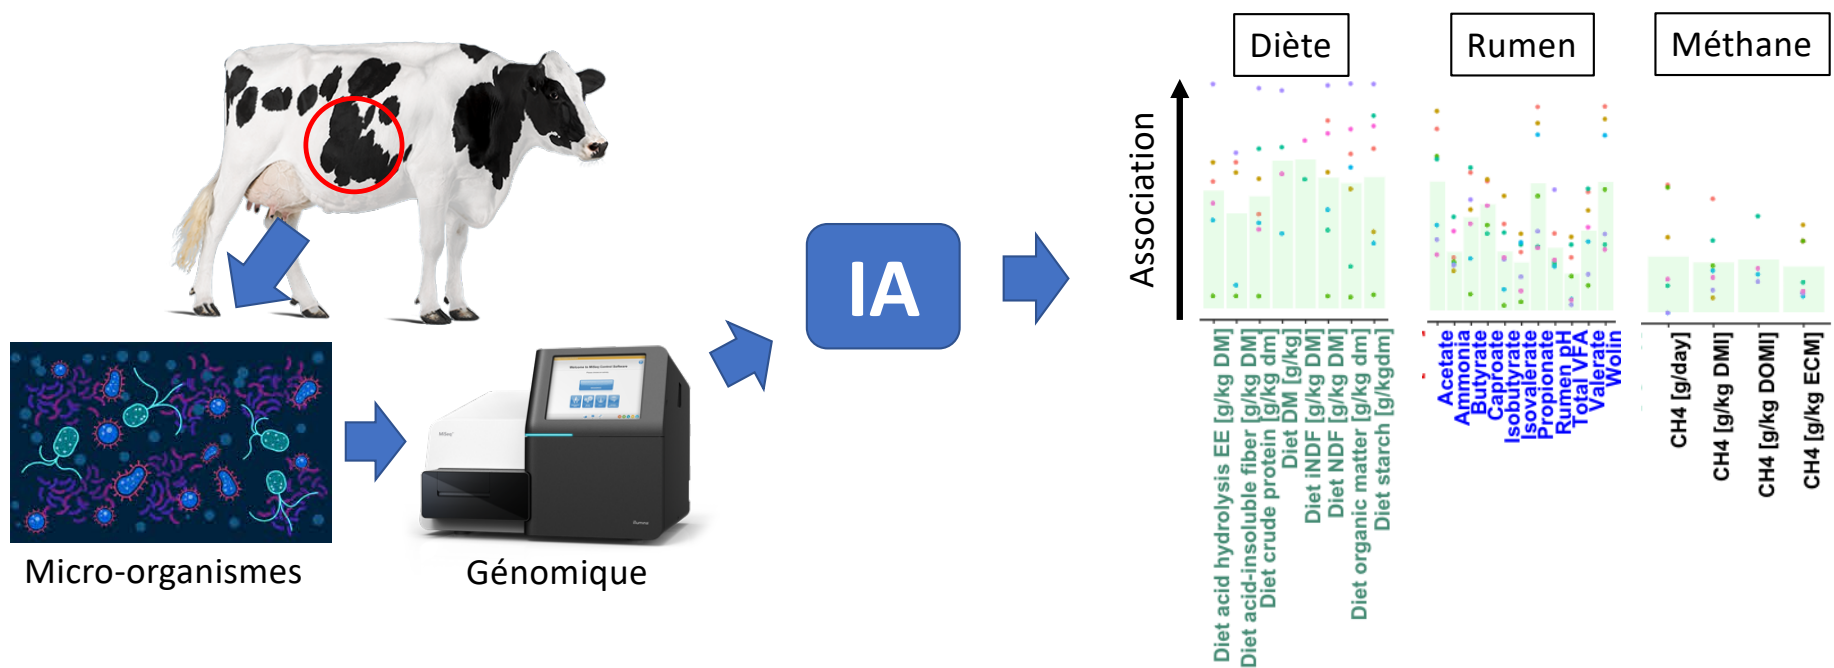 Diète
Rumen
Méthane
Association
IA
Micro-organismes
Génomique
Diet acid hydrolysis EE [g/kg DM]
Diet acid-insoluble fiber [g/kg DM]
Diet crude protein [g/kg dm]
Diet DM [g/kg]
Diet iNDF [g/kg DM]
Diet NDF [g/kg DM]
Diet organic matter [g/kg dm]
Diet starch [g/kgdm]
Acetate
Ammonia
Butyrate
Caproate
Isobutyrate
Isovalerate
Propionate
Rumen pH
Total VFA
Valerate
Wolin
CH4 [g/day]
CH4 [g/kg DMI]
CH4 [g/kg DOMI]
CH4 [g/kg ECM]